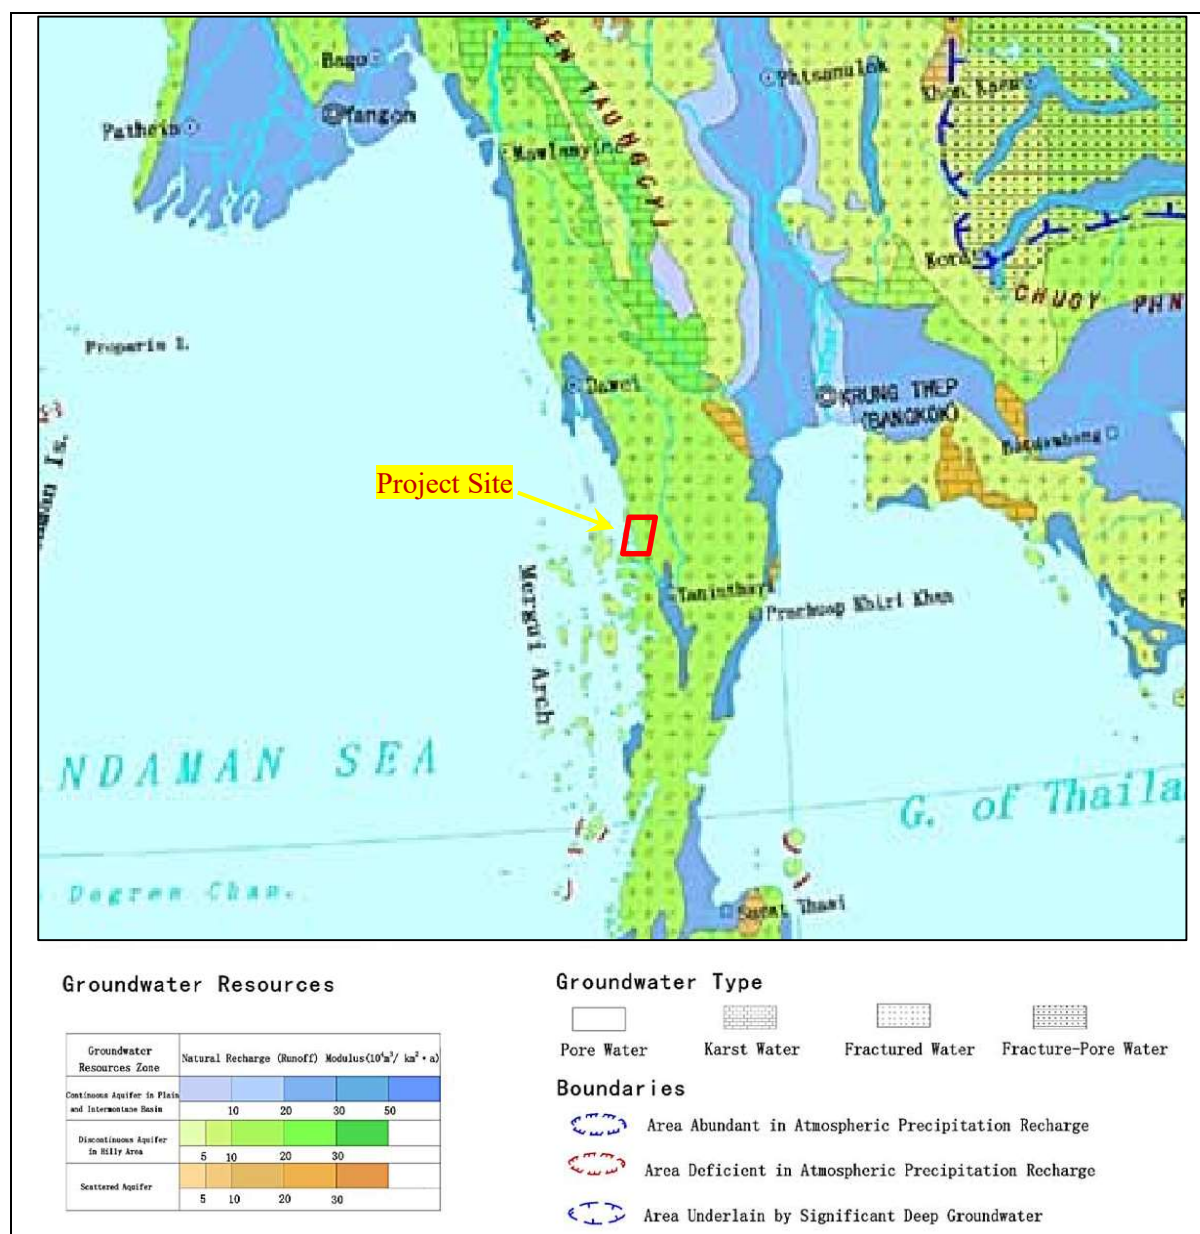 Bago
Yangon
Pathein
Mawlamyine
TAUNGGYI
Phitsanulok
Khon Kaen
Korat
CHUOY PHN
Preparis I.
Dawei
KRUNG THEP
(BANGKOK)
Battambang
Is.
Project Site
Mergui Arch
Tanintharyi
Prachuap Khiri Khan
NDAMAN SEA
G. of Thaila
Degree Chan.
Surat Thani
Groundwater Resources
Groundwater
Resources Zone
Natural Recharge (Runoff) Modulus(10⁴m³/ km² • a)
Continuous Aquifer in Plain
and Intermontane Basin
10 20 30 50
Discontinuous Aquifer
in Hilly Area
5 10 20 30
Scattered Aquifer
5 10 20 30
Groundwater Type
Pore Water Karst Water Fractured Water Fracture-Pore Water
Boundaries
Area Abundant in Atmospheric Precipitation Recharge
Area Deficient in Atmospheric Precipitation Recharge
Area Underlain by Significant Deep Groundwater